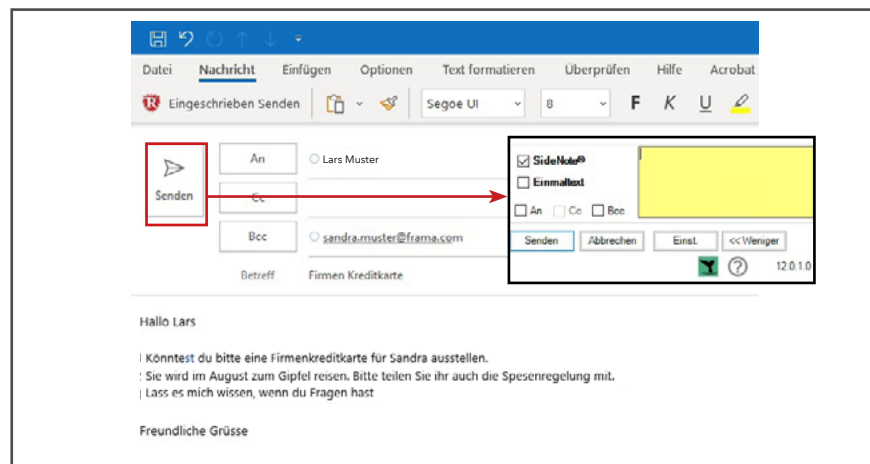 Datei Nachricht Einfügen Optionen Text formatieren Überprüfen Hilfe Acrobat
R Eingeschrieben Senden Segoe UI 8 F K U
Senden
An Lars Muster
Cc
Bcc sandra.muster@frama.com
Betreff Firmen Kreditkarte
SideNote®
Einmaltext
An Cc Bcc
Senden Abbrechen Einst. << Weniger
? 12.0.1.0
Hallo Lars
Könntest du bitte eine Firmenkreditkarte für Sandra ausstellen.
Sie wird im August zum Gipfel reisen. Bitte teilen Sie ihr auch die Spesenregelung mit.
Lass es mich wissen, wenn du Fragen hast
Freundliche Grüsse